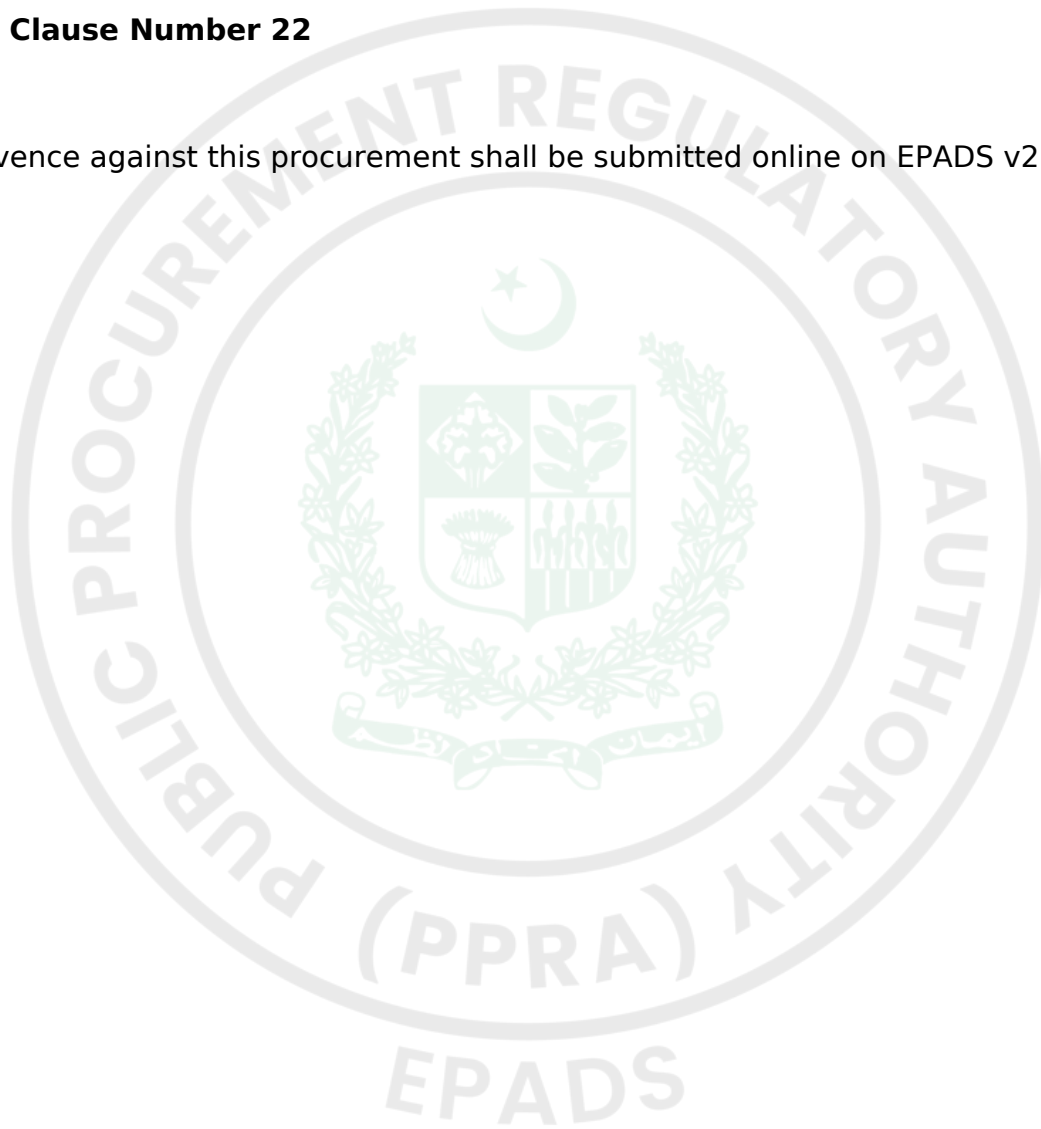 Clause Number 22
vence against this procurement shall be submitted online on EPADS v2
PUBLIC PROCUREMENT REGULATORY AUTHORITY
(PPRA)
EPADS